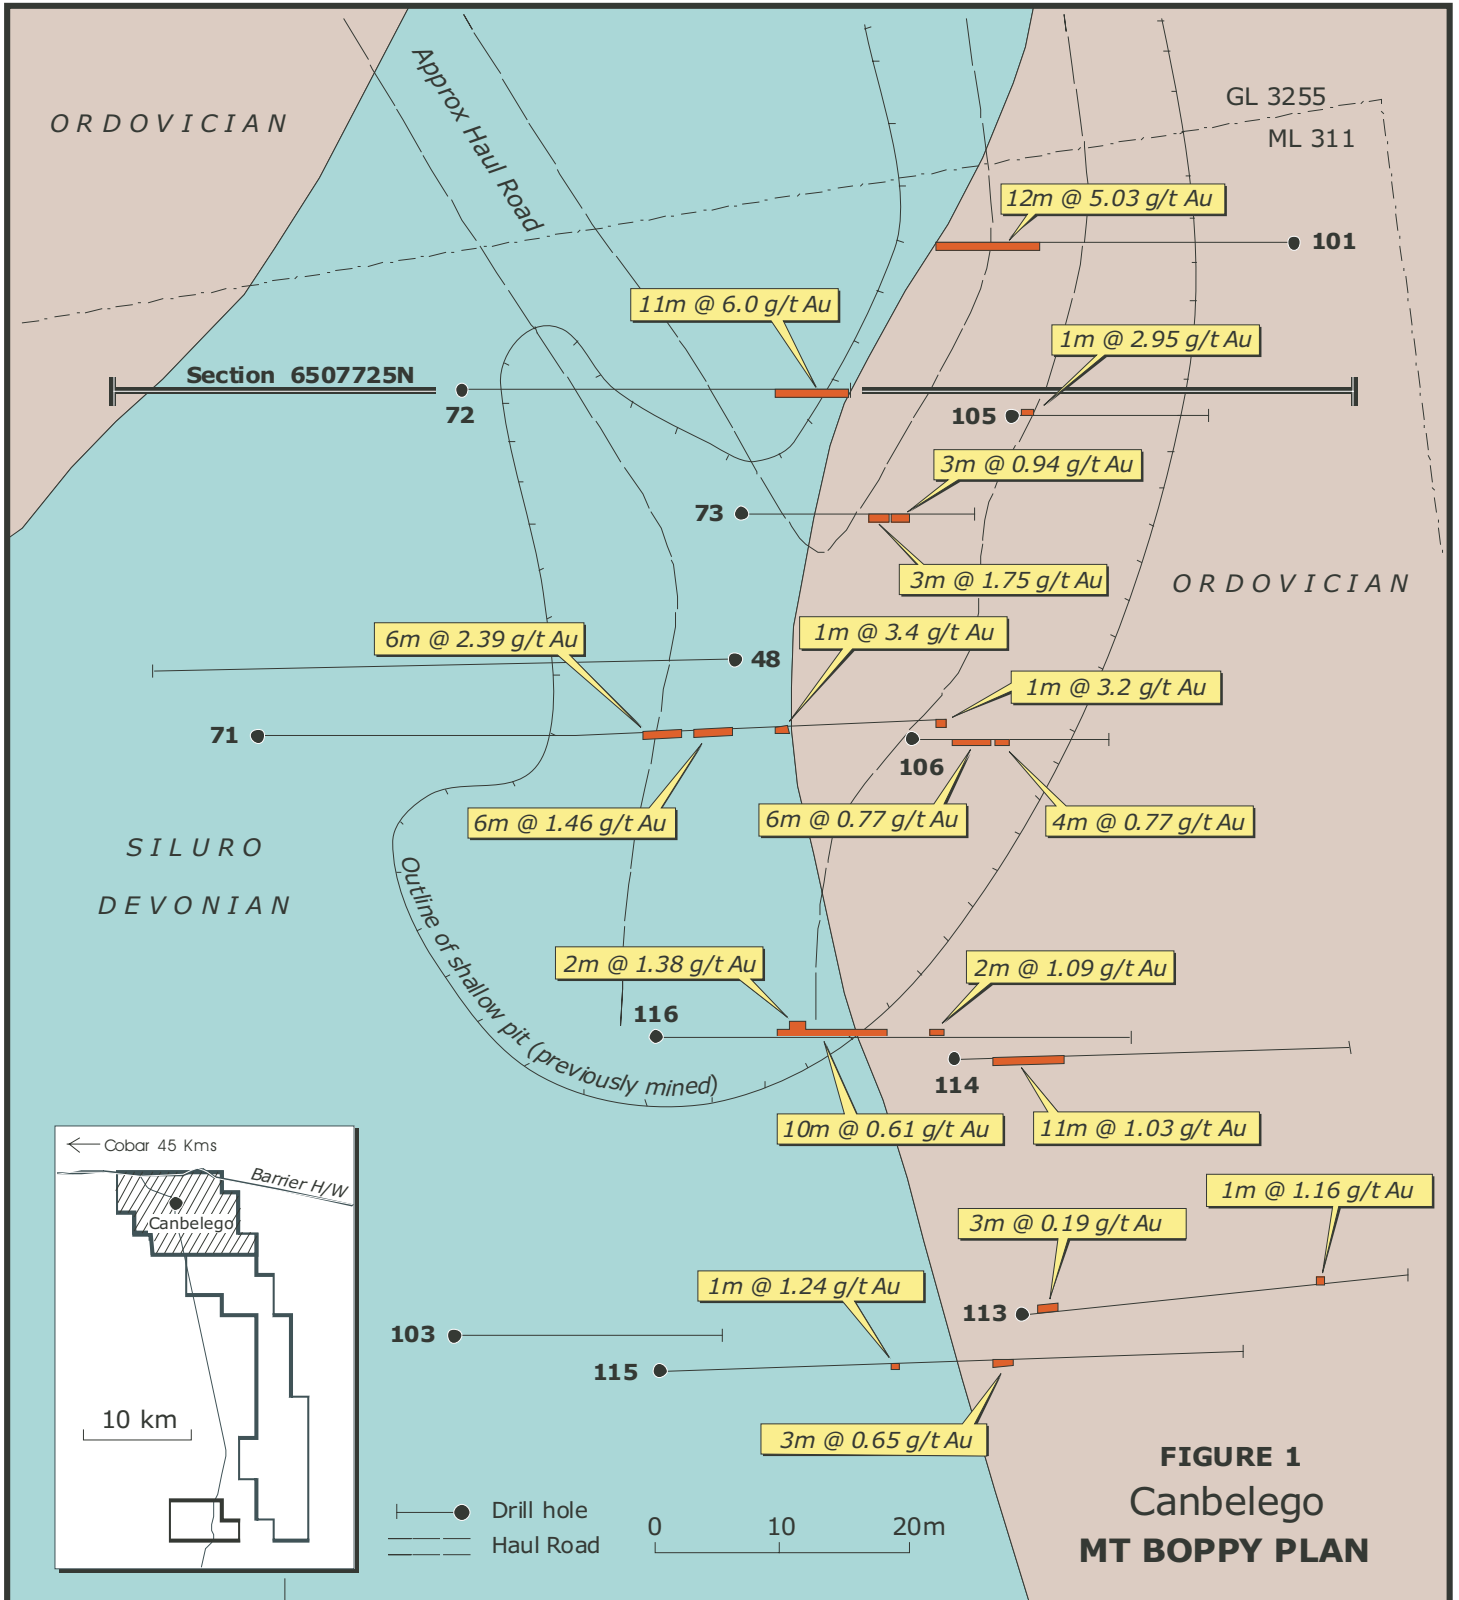 ORDOVICIAN
Approx Haul Road
GL 3255
ML 311
12m @ 5.03 g/t Au
101
11m @ 6.0 g/t Au
1m @ 2.95 g/t Au
Section 6507725N
72
105
3m @ 0.94 g/t Au
73
3m @ 1.75 g/t Au
ORDOVICIAN
6m @ 2.39 g/t Au
1m @ 3.4 g/t Au
48
1m @ 3.2 g/t Au
71
106
6m @ 1.46 g/t Au
6m @ 0.77 g/t Au
4m @ 0.77 g/t Au
SILURO
DEVONIAN
Outline of shallow pit (previously mined)
2m @ 1.38 g/t Au
2m @ 1.09 g/t Au
116
114
10m @ 0.61 g/t Au
11m @ 1.03 g/t Au
Cobar 45 Kms
Barrier H/W
Canbelego
10 km
1m @ 1.16 g/t Au
3m @ 0.19 g/t Au
1m @ 1.24 g/t Au
113
103
115
3m @ 0.65 g/t Au
Drill hole
Haul Road
0 10 20m
FIGURE 1
Canbelego
MT BOPPY PLAN